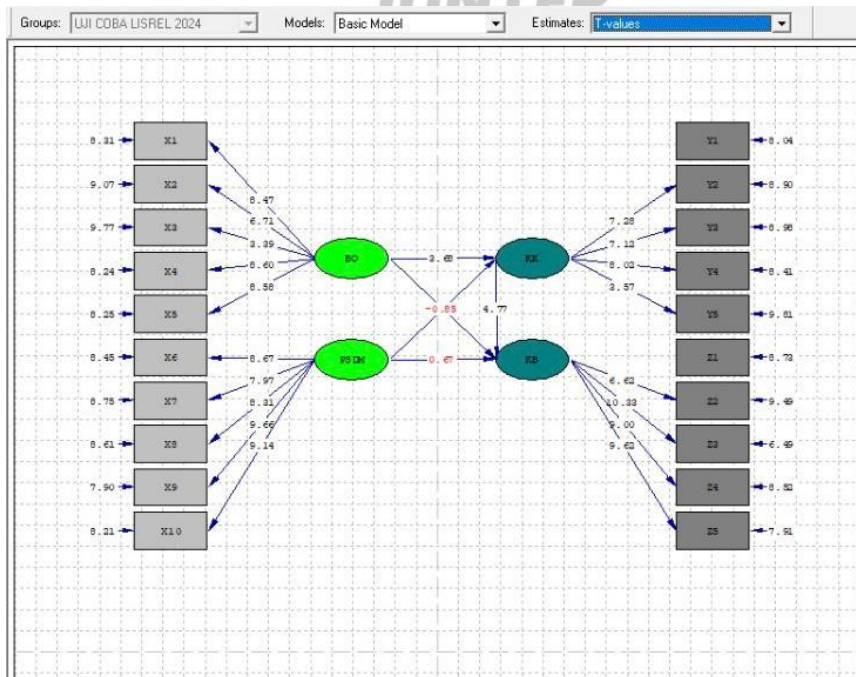 Groups: UJI COBA LISREL 2024 Models: Basic Model Estimates: T-values
8.31 X1 Y1 8.04
9.07 X2 Y2 8.90
8.47
9.77 X3 6.71 7.28 Y3 8.98
3.39 7.12
8.24 X4 8.60 BO 3.68 KK 8.02 Y4 8.41
8.58 3.57
8.25 X5 -0.85 4.77 Y5 9.81
8.45 X6 8.67 0.67 KB Z1 8.73
7.97 6.62
8.78 X7 8.31 10.33 Z2 9.49
9.66 9.00
8.61 X8 9.14 9.62 Z3 6.49
7.90 X9 Z4 8.52
8.21 X10 Z5 7.91